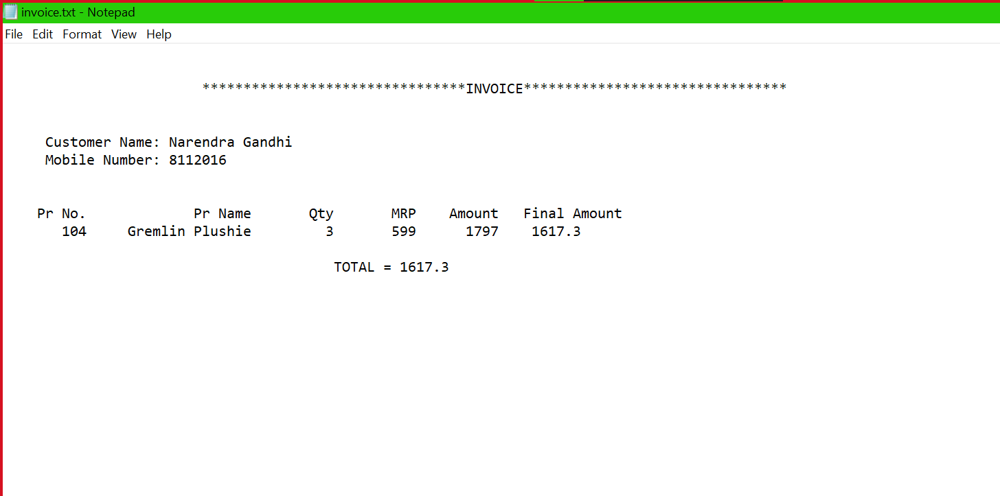 invoice.txt - Notepad
File Edit Format View Help
********************************INVOICE********************************
Customer Name: Narendra Gandhi
Mobile Number: 8112016
Pr No. Pr Name Qty MRP Amount Final Amount
104 Gremlin Plushie 3 599 1797 1617.3
TOTAL = 1617.3